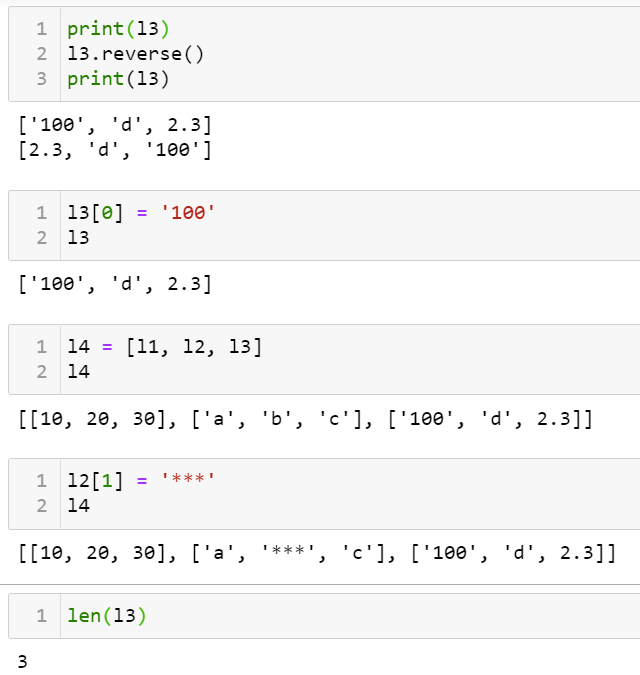 1 print(l3)
2 l3.reverse()
3 print(l3)
['100', 'd', 2.3]
[2.3, 'd', '100']
1 l3[0] = '100'
2 l3
['100', 'd', 2.3]
1 l4 = [l1, l2, l3]
2 l4
[[10, 20, 30], ['a', 'b', 'c'], ['100', 'd', 2.3]]
1 l2[1] = '***'
2 l4
[[10, 20, 30], ['a', '***', 'c'], ['100', 'd', 2.3]]
1 len(l3)
3